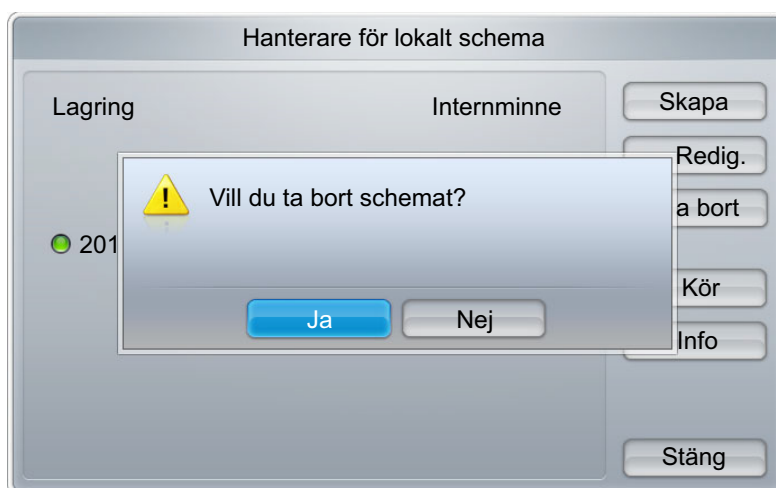 Hanterare för lokalt schema
Lagring Internminne
Skapa
Redig.
a bort
Vill du ta bort schemat?
201
Ja Nej
Kör
Info
Stäng